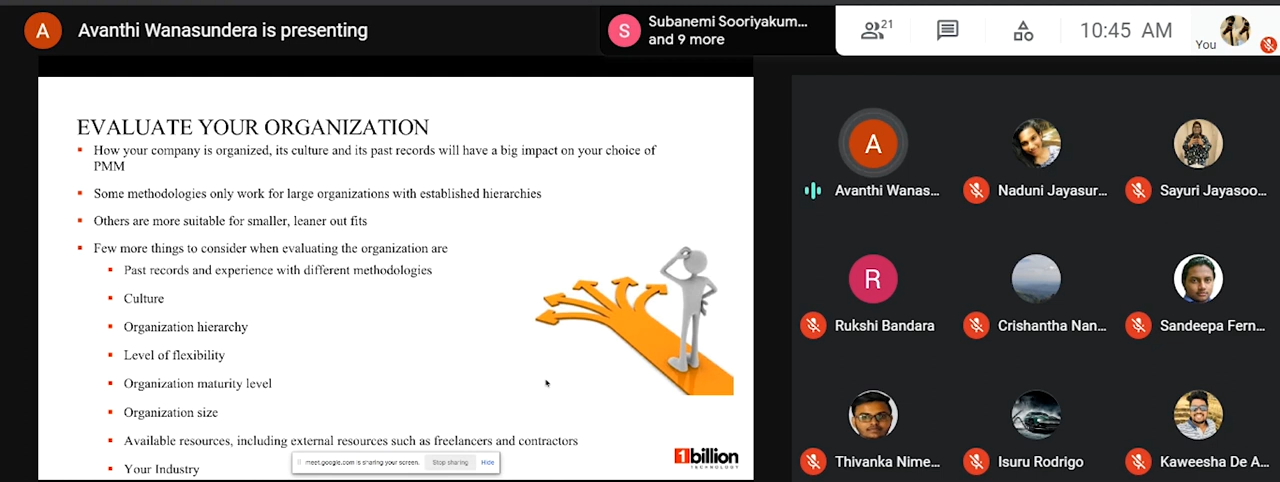 A
Avanthi Wanasundera is presenting
S
Subanemi Sooriyakum...
and 9 more
21
10:45 AM
You
EVALUATE YOUR ORGANIZATION
▪ How your company is organized, its culture and its past records will have a big impact on your choice of
PMM
▪ Some methodologies only work for large organizations with established hierarchies
▪ Others are more suitable for smaller, leaner out fits
▪ Few more things to consider when evaluating the organization are
▪ Past records and experience with different methodologies
▪ Culture
▪ Organization hierarchy
▪ Level of flexibility
▪ Organization maturity level
▪ Organization size
▪ Available resources, including external resources such as freelancers and contractors
▪ Your Industry
meet.google.com is sharing your screen.
Stop sharing
Hide
1billion
TECHNOLOGY
A
Avanthi Wanas...
Naduni Jayasur...
Sayuri Jayasoo...
R
Rukshi Bandara
Crishantha Nan...
Sandeepa Fern...
Thivanka Nime...
Isuru Rodrigo
Kaweesha De A...